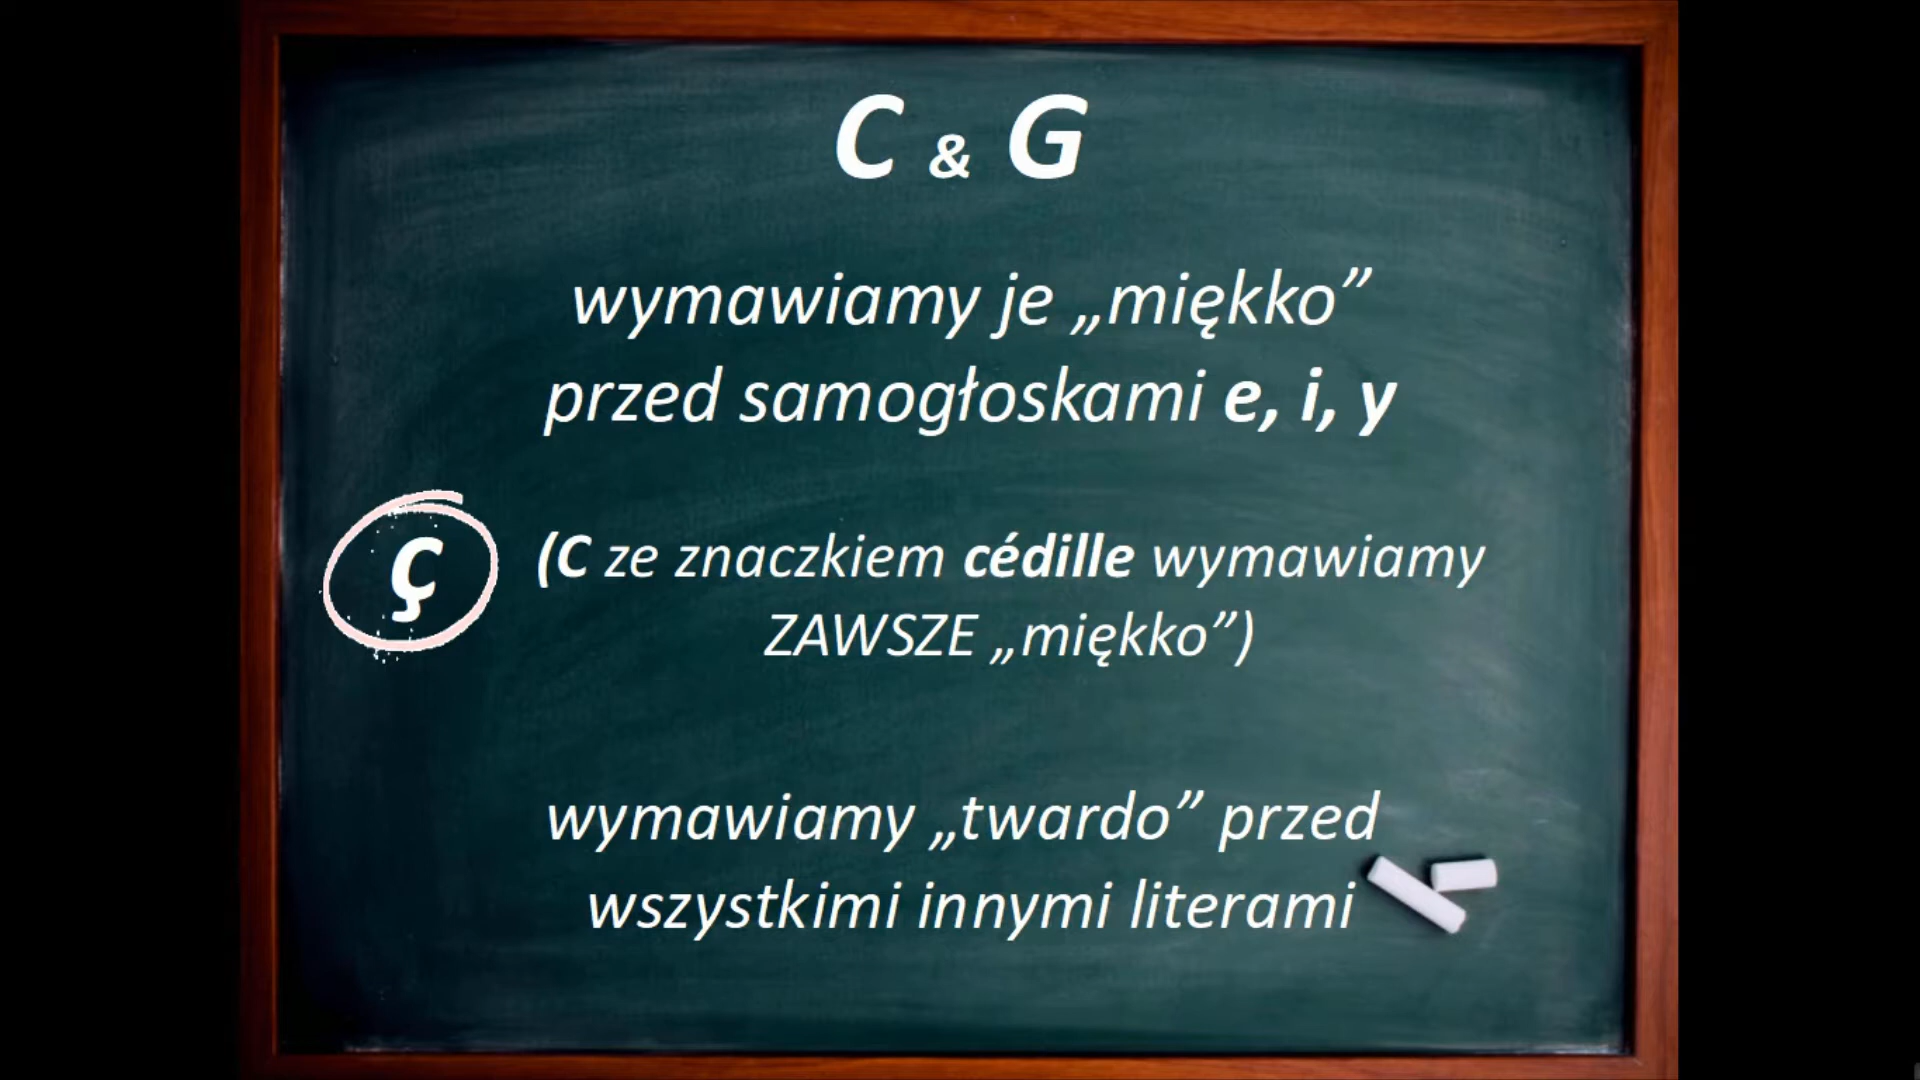 C & G
wymawiamy je „miękko”
przed samogłoskami e, i, y
Ç
(C ze znaczkiem cédille wymawiamy
ZAWSZE „miękko”)
wymawiamy „twardo” przed
wszystkimi innymi literami